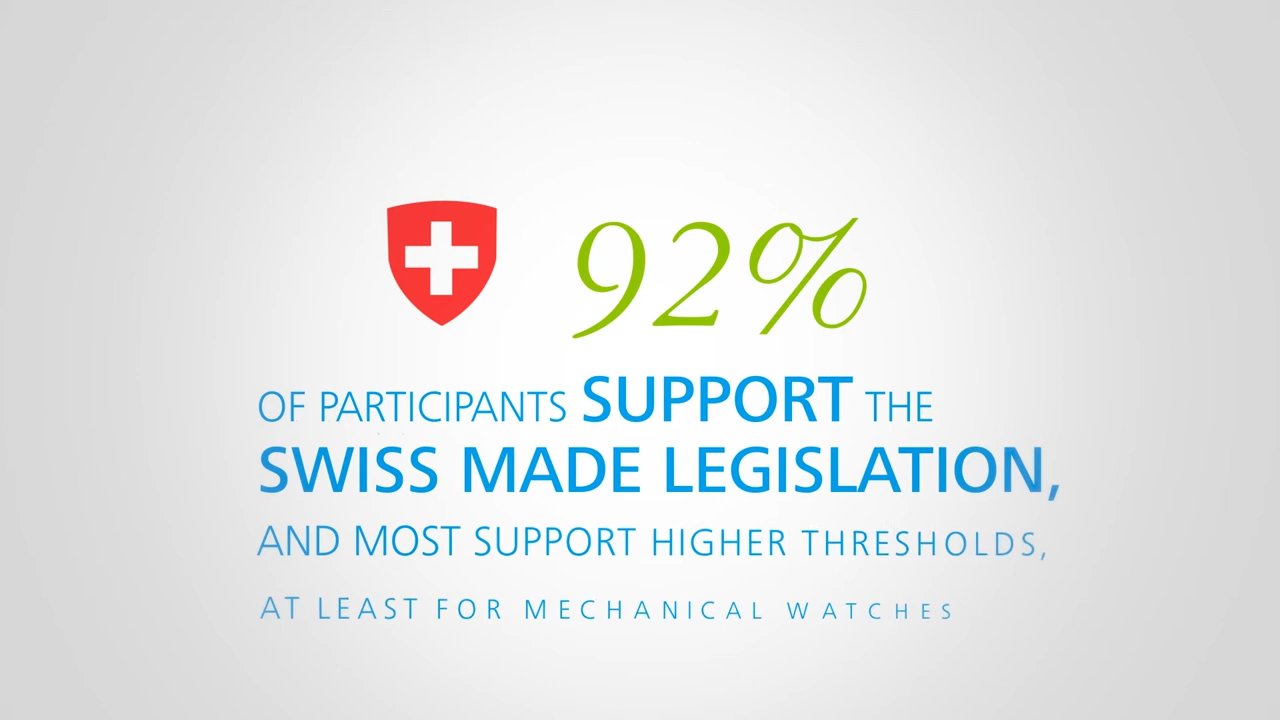 92%
OF PARTICIPANTS SUPPORT THE
SWISS MADE LEGISLATION,
AND MOST SUPPORT HIGHER THRESHOLDS,
AT LEAST FOR MECHANICAL WATCHES